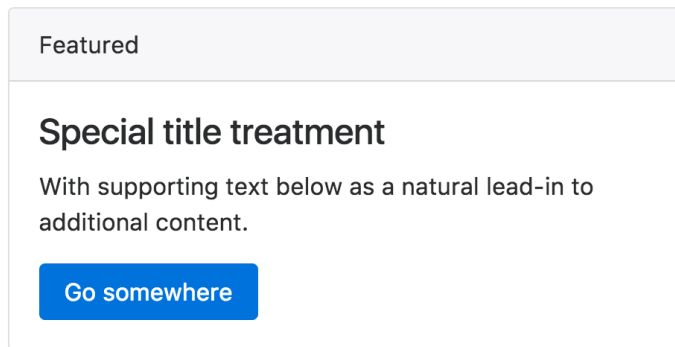 Featured
Special title treatment
With supporting text below as a natural lead-in to
additional content.
Go somewhere